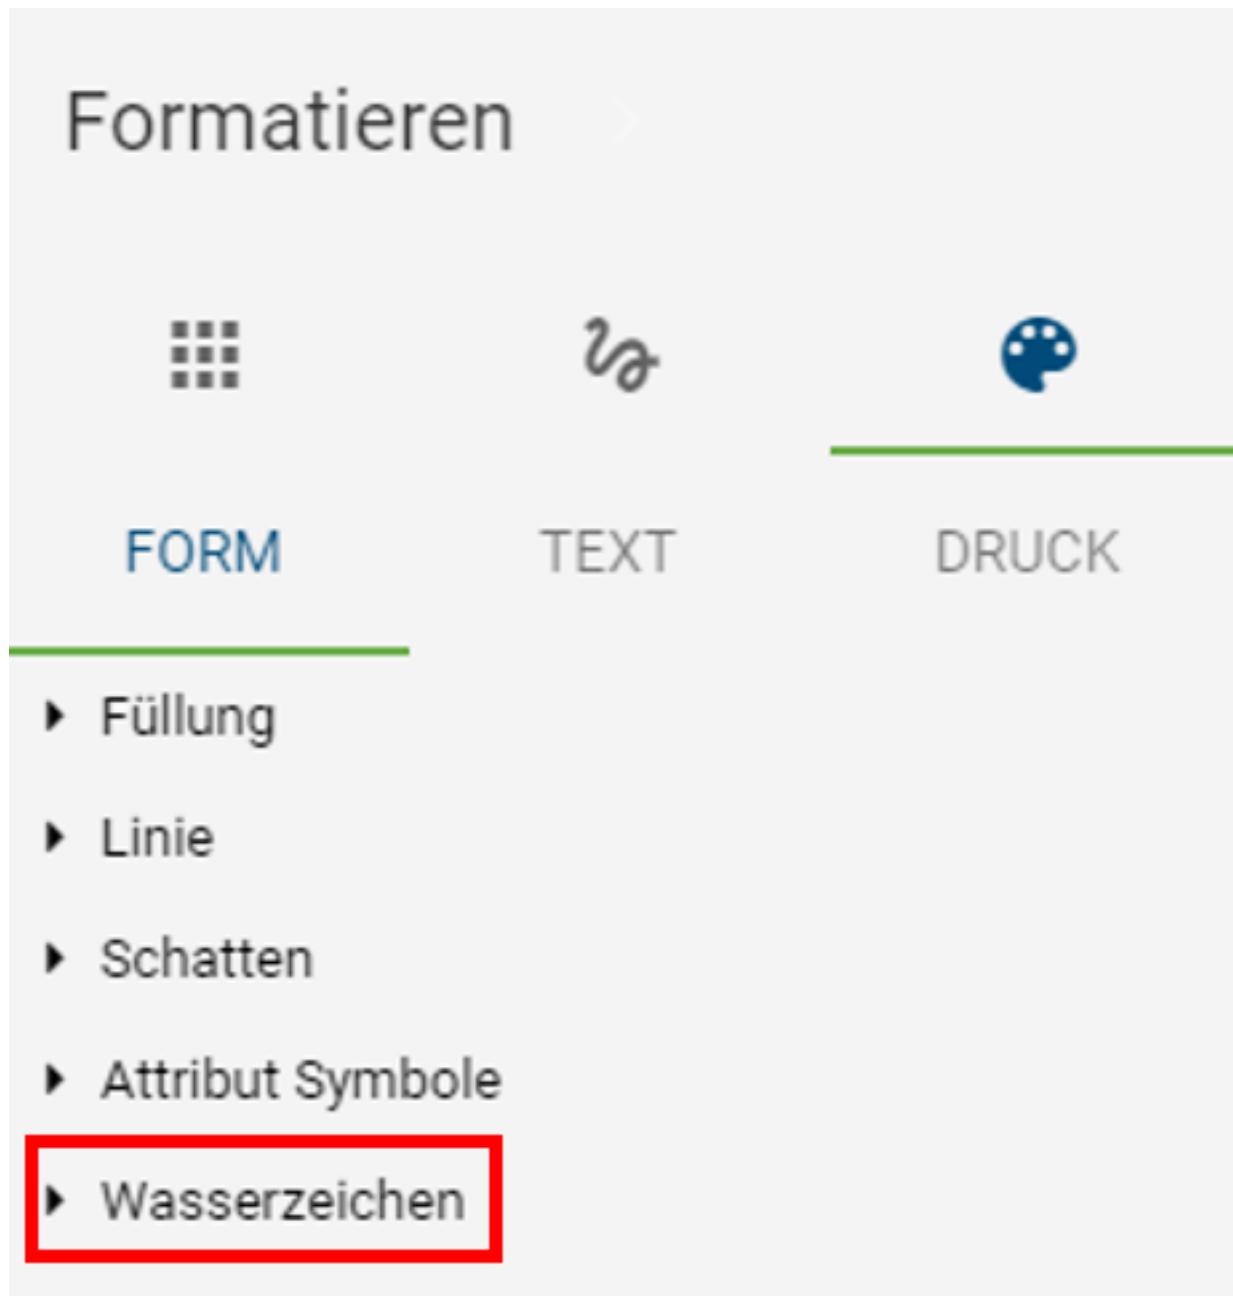 Formatieren
FORM TEXT DRUCK
Füllung
Linie
Schatten
Attribut Symbole
Wasserzeichen